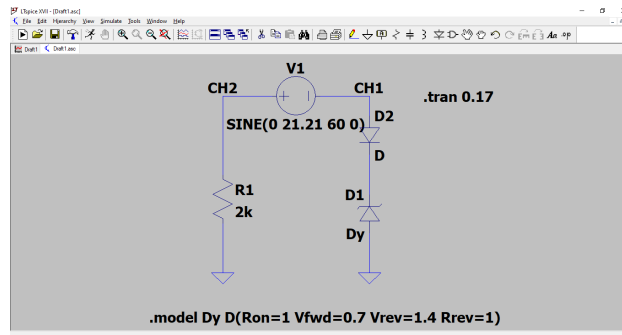 LTspice XVII - [Draft1.asc]
File Edit Hierarchy View Simulate Tools Window Help
Draft1 Draft1.asc
V1
CH2 CH1
.tran 0.17
SINE(0 21.21 60 0)
D2
D
R1
2k
D1
Dy
.model Dy D(Ron=1 Vfwd=0.7 Vrev=1.4 Rrev=1)